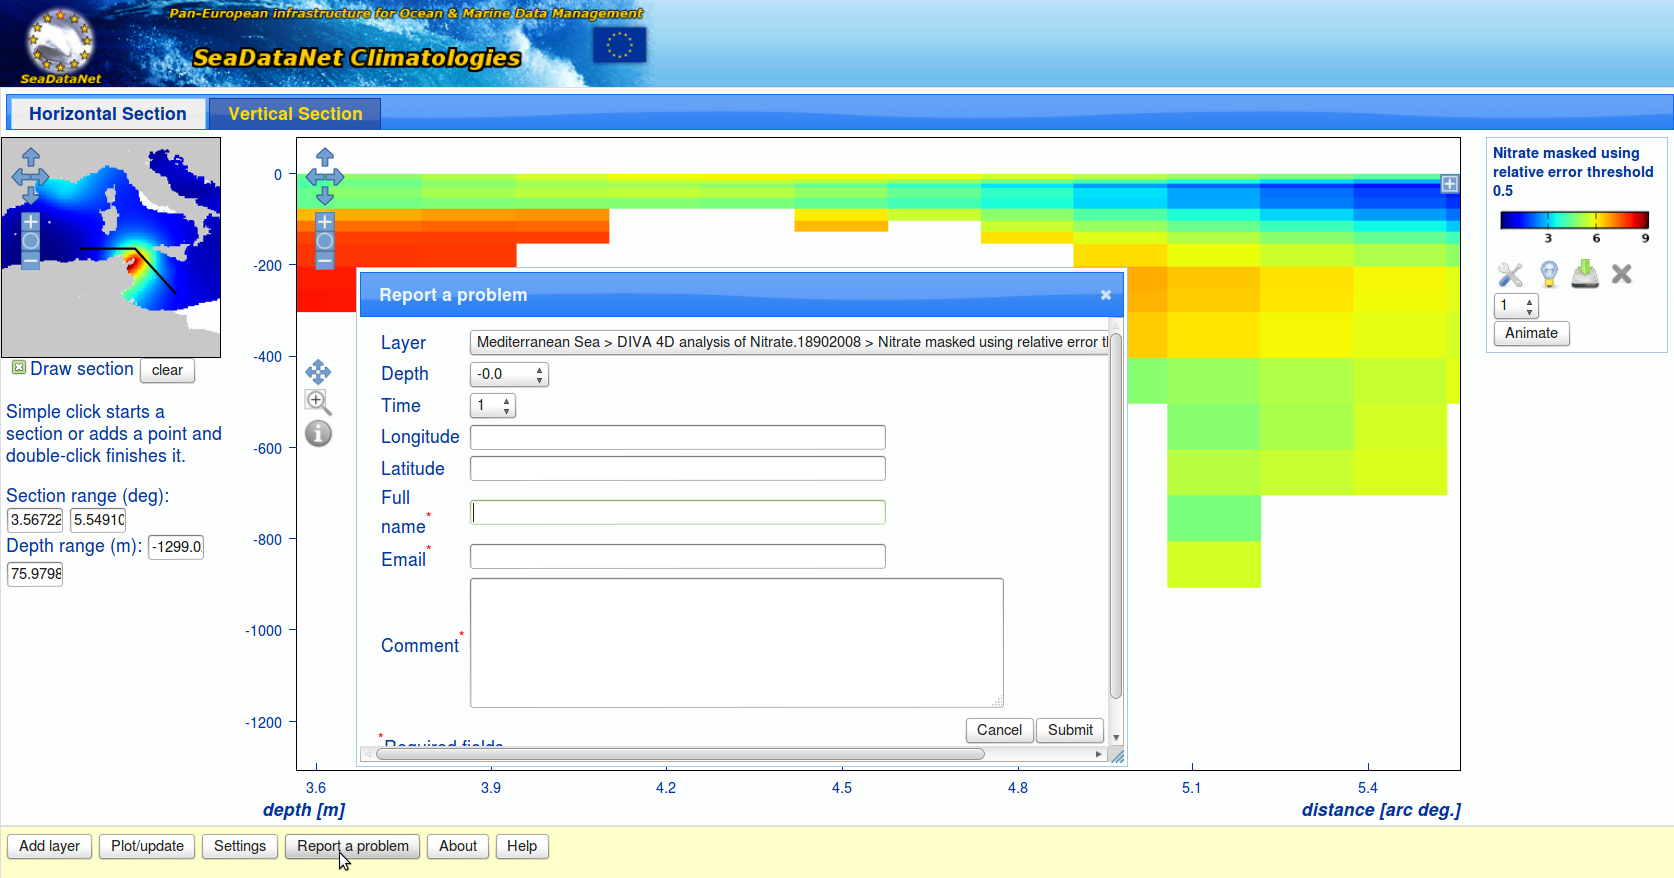 Pan-European infrastructure for Ocean & Marine Data Management
SeaDataNet Climatologies
SeaDataNet
Horizontal Section
Vertical Section
Draw section
clear
Simple click starts a
section or adds a point and
double-click finishes it.
Section range (deg):
3.56722
5.5491
Depth range (m):
-1299.0
75.9798
0
-200
-400
-600
-800
-1000
-1200
3.6
3.9
4.2
4.5
4.8
5.1
5.4
depth [m]
distance [arc deg.]
Report a problem
Layer
Mediterranean Sea > DIVA 4D analysis of Nitrate.18902008 > Nitrate masked using relative error
Depth
-0.0
Time
1
Longitude
Latitude
Full
name*
Email*
Comment*
Cancel
Submit
*Required fields
Nitrate masked using
relative error threshold
0.5
3
6
9
1
Animate
Add layer
Plot/update
Settings
Report a problem
About
Help